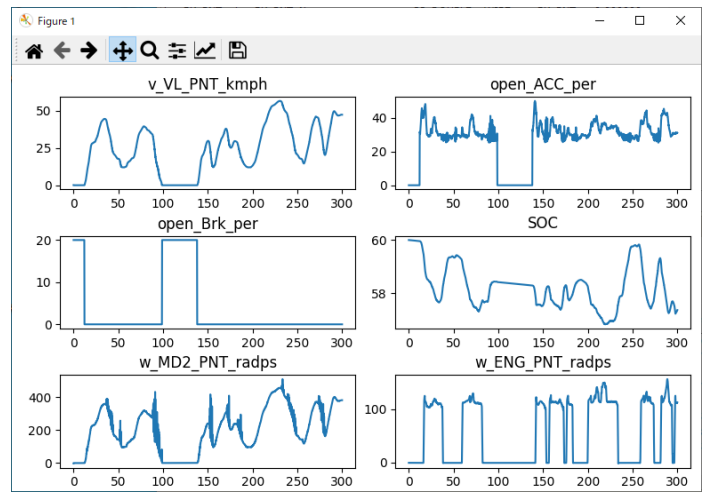 Figure 1
v_VL_PNT_kmph
open_ACC_per
50
25
0
0 50 100 150 200 250 300
40
20
0
0 50 100 150 200 250 300
open_Brk_per
SOC
20
10
0
0 50 100 150 200 250 300
60
58
0 50 100 150 200 250 300
w_MD2_PNT_radps
w_ENG_PNT_radps
400
200
0
0 50 100 150 200 250 300
100
0
0 50 100 150 200 250 300